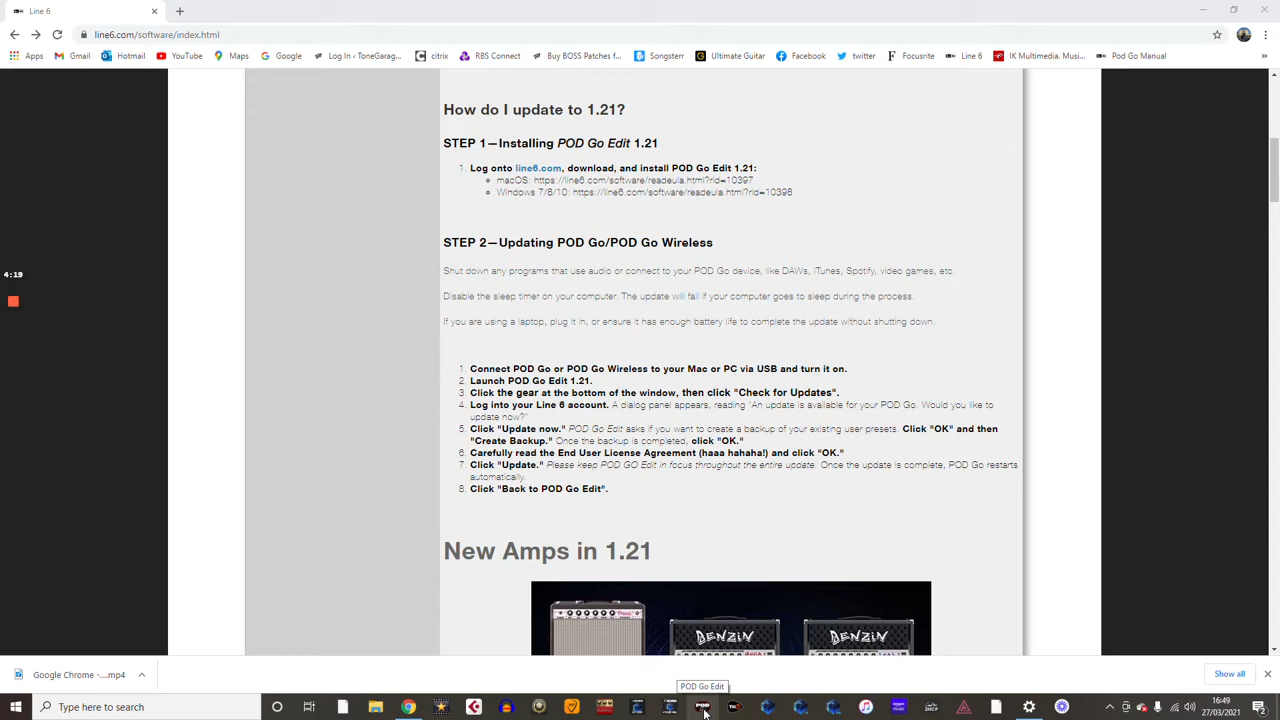 Line 6
line6.com/software/index.html
Apps Gmail Hotmail YouTube Maps Google Log In ‹ ToneGarag... citrix RBS Connect Buy BOSS Patches f... Songsterr Ultimate Guitar Facebook twitter Focusrite Line 6 IK Multimedia. Musi... Pod Go Manual »
How do I update to 1.21?
STEP 1—Installing POD Go Edit 1.21
1. Log onto line6.com, download, and install POD Go Edit 1.21:
macOS: https://line6.com/software/readeula.html?rid=10397
Windows 7/8/10: https://line6.com/software/readeula.html?rid=10398
STEP 2—Updating POD Go/POD Go Wireless
4:19
Shut down any programs that use audio or connect to your POD Go device, like DAWs, iTunes, Spotify, video games, etc.
Disable the sleep timer on your computer. The update will fail if your computer goes to sleep during the process.
If you are using a laptop, plug it in, or ensure it has enough battery life to complete the update without shutting down.
1. Connect POD Go or POD Go Wireless to your Mac or PC via USB and turn it on.
2. Launch POD Go Edit 1.21.
3. Click the gear at the bottom of the window, then click "Check for Updates".
4. Log into your Line 6 account. A dialog panel appears, reading "An update is available for your POD Go. Would you like to
update now?"
5. Click "Update now." POD Go Edit asks if you want to create a backup of your existing user presets. Click "OK" and then
"Create Backup." Once the backup is completed, click "OK."
6. Carefully read the End User License Agreement (haaa hahaha!) and click "OK."
7. Click "Update." Please keep POD GO Edit in focus throughout the entire update. Once the update is complete, POD Go restarts
automatically.
8. Click "Back to POD Go Edit".
New Amps in 1.21
BENZIN BENZIN
Google Chrome -....mp4
Show all
POD Go Edit
Type here to search
POD
16:49
27/03/2021